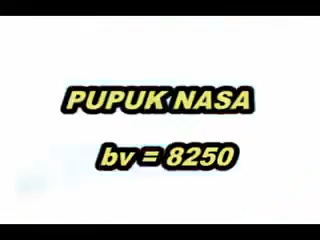 PUPUK NASA
bv = 8250